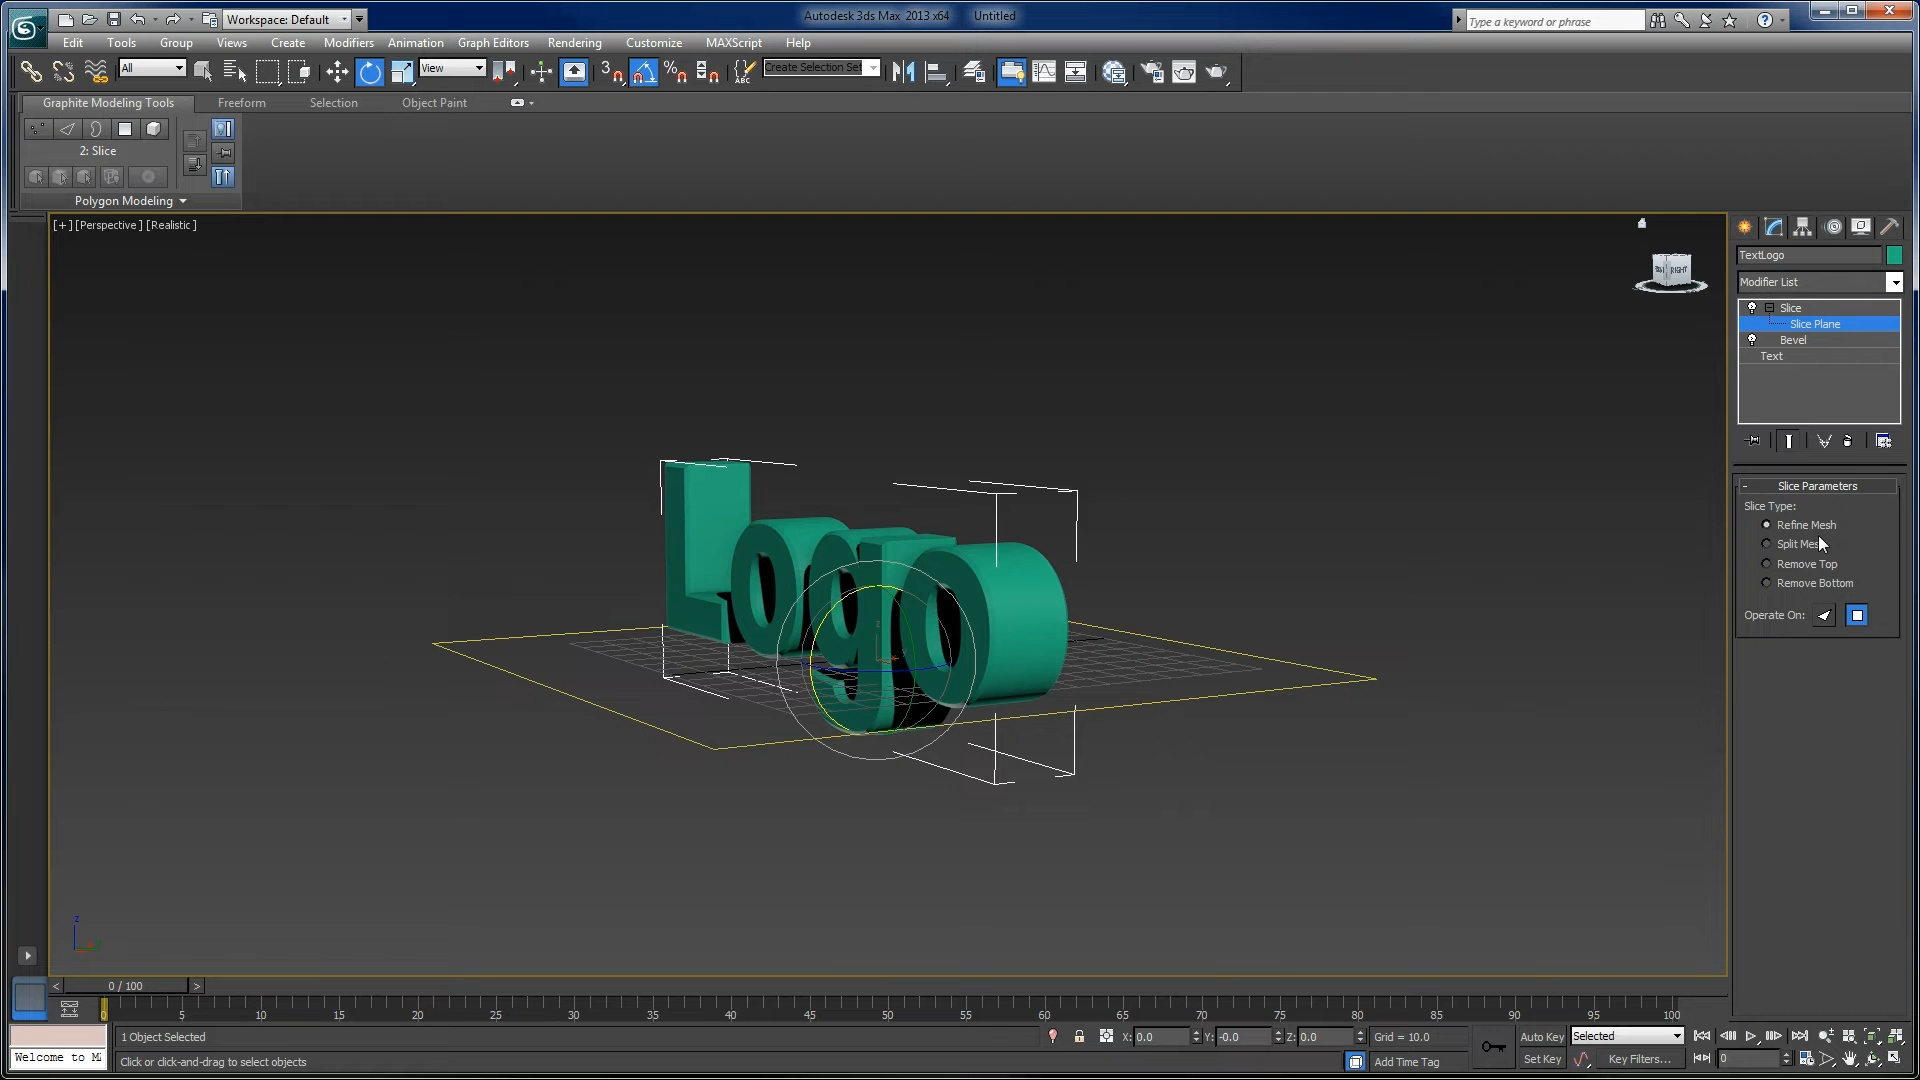 Workspace: Default
Autodesk 3ds Max 2013 x64 Untitled
Type a keyword or phrase
Edit Tools Group Views Create Modifiers Animation Graph Editors Rendering Customize MAXScript Help
All
View
3
%
ABC
Create Selection Set
Graphite Modeling Tools Freeform Selection Object Paint
2: Slice
Polygon Modeling
[+] [Perspective] [Realistic]
RIGHT
TextLogo
Modifier List
Slice
Slice Plane
Bevel
Text
- Slice Parameters
Slice Type:
Refine Mesh
Split Mes
Remove Top
Remove Bottom
Operate On:
Logo
z
z
< 0 / 100 >
0 5 10 15 20 25 30 35 40 45 50 55 60 65 70 75 80 85 90 95 100
1 Object Selected
X: 0.0 Y: -0.0 Z: 0.0 Grid = 10.0
Auto Key Selected
Welcome to M
Click or click-and-drag to select objects
Add Time Tag
Set Key Key Filters... 0